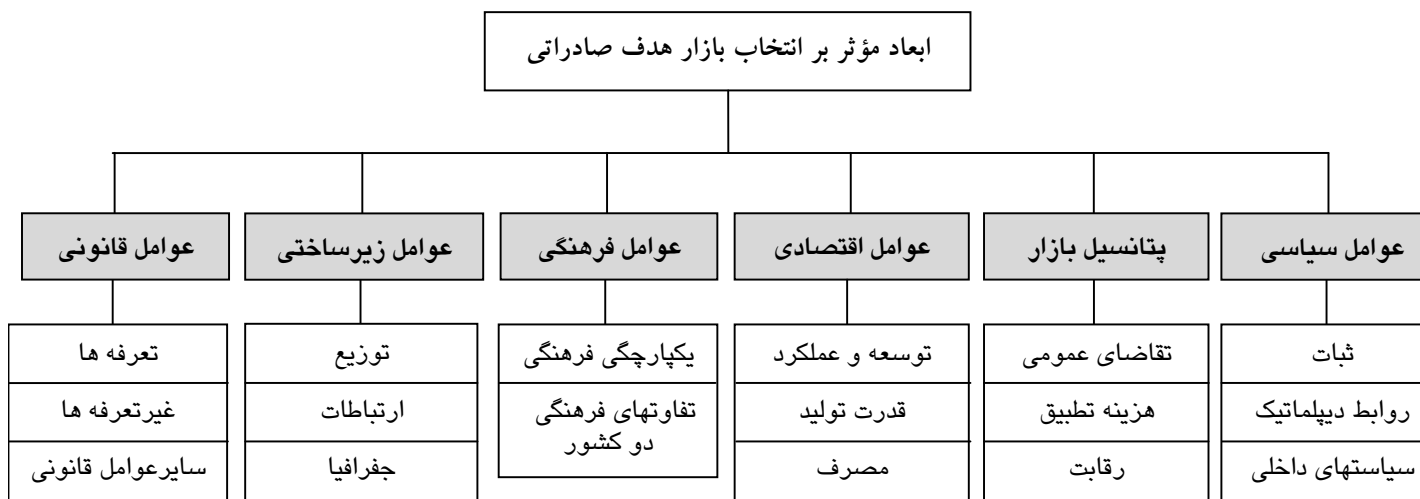 ابعاد مؤثر بر انتخاب بازار هدف صادراتی
عوامل سیاسی
پتانسیل بازار
عوامل اقتصادی
عوامل فرهنگی
عوامل زیرساختی
عوامل قانونی
ثبات
روابط دیپلماتیک
سیاستهای داخلی
تقاضای عمومی
هزینه تطبیق
رقابت
توسعه و عملکرد
قدرت تولید
مصرف
یکپارچگی فرهنگی
تفاوتهای فرهنگی
دو کشور
توزیع
ارتباطات
جغرافیا
تعرفه ها
غیرتعرفه ها
سایرعوامل قانونی